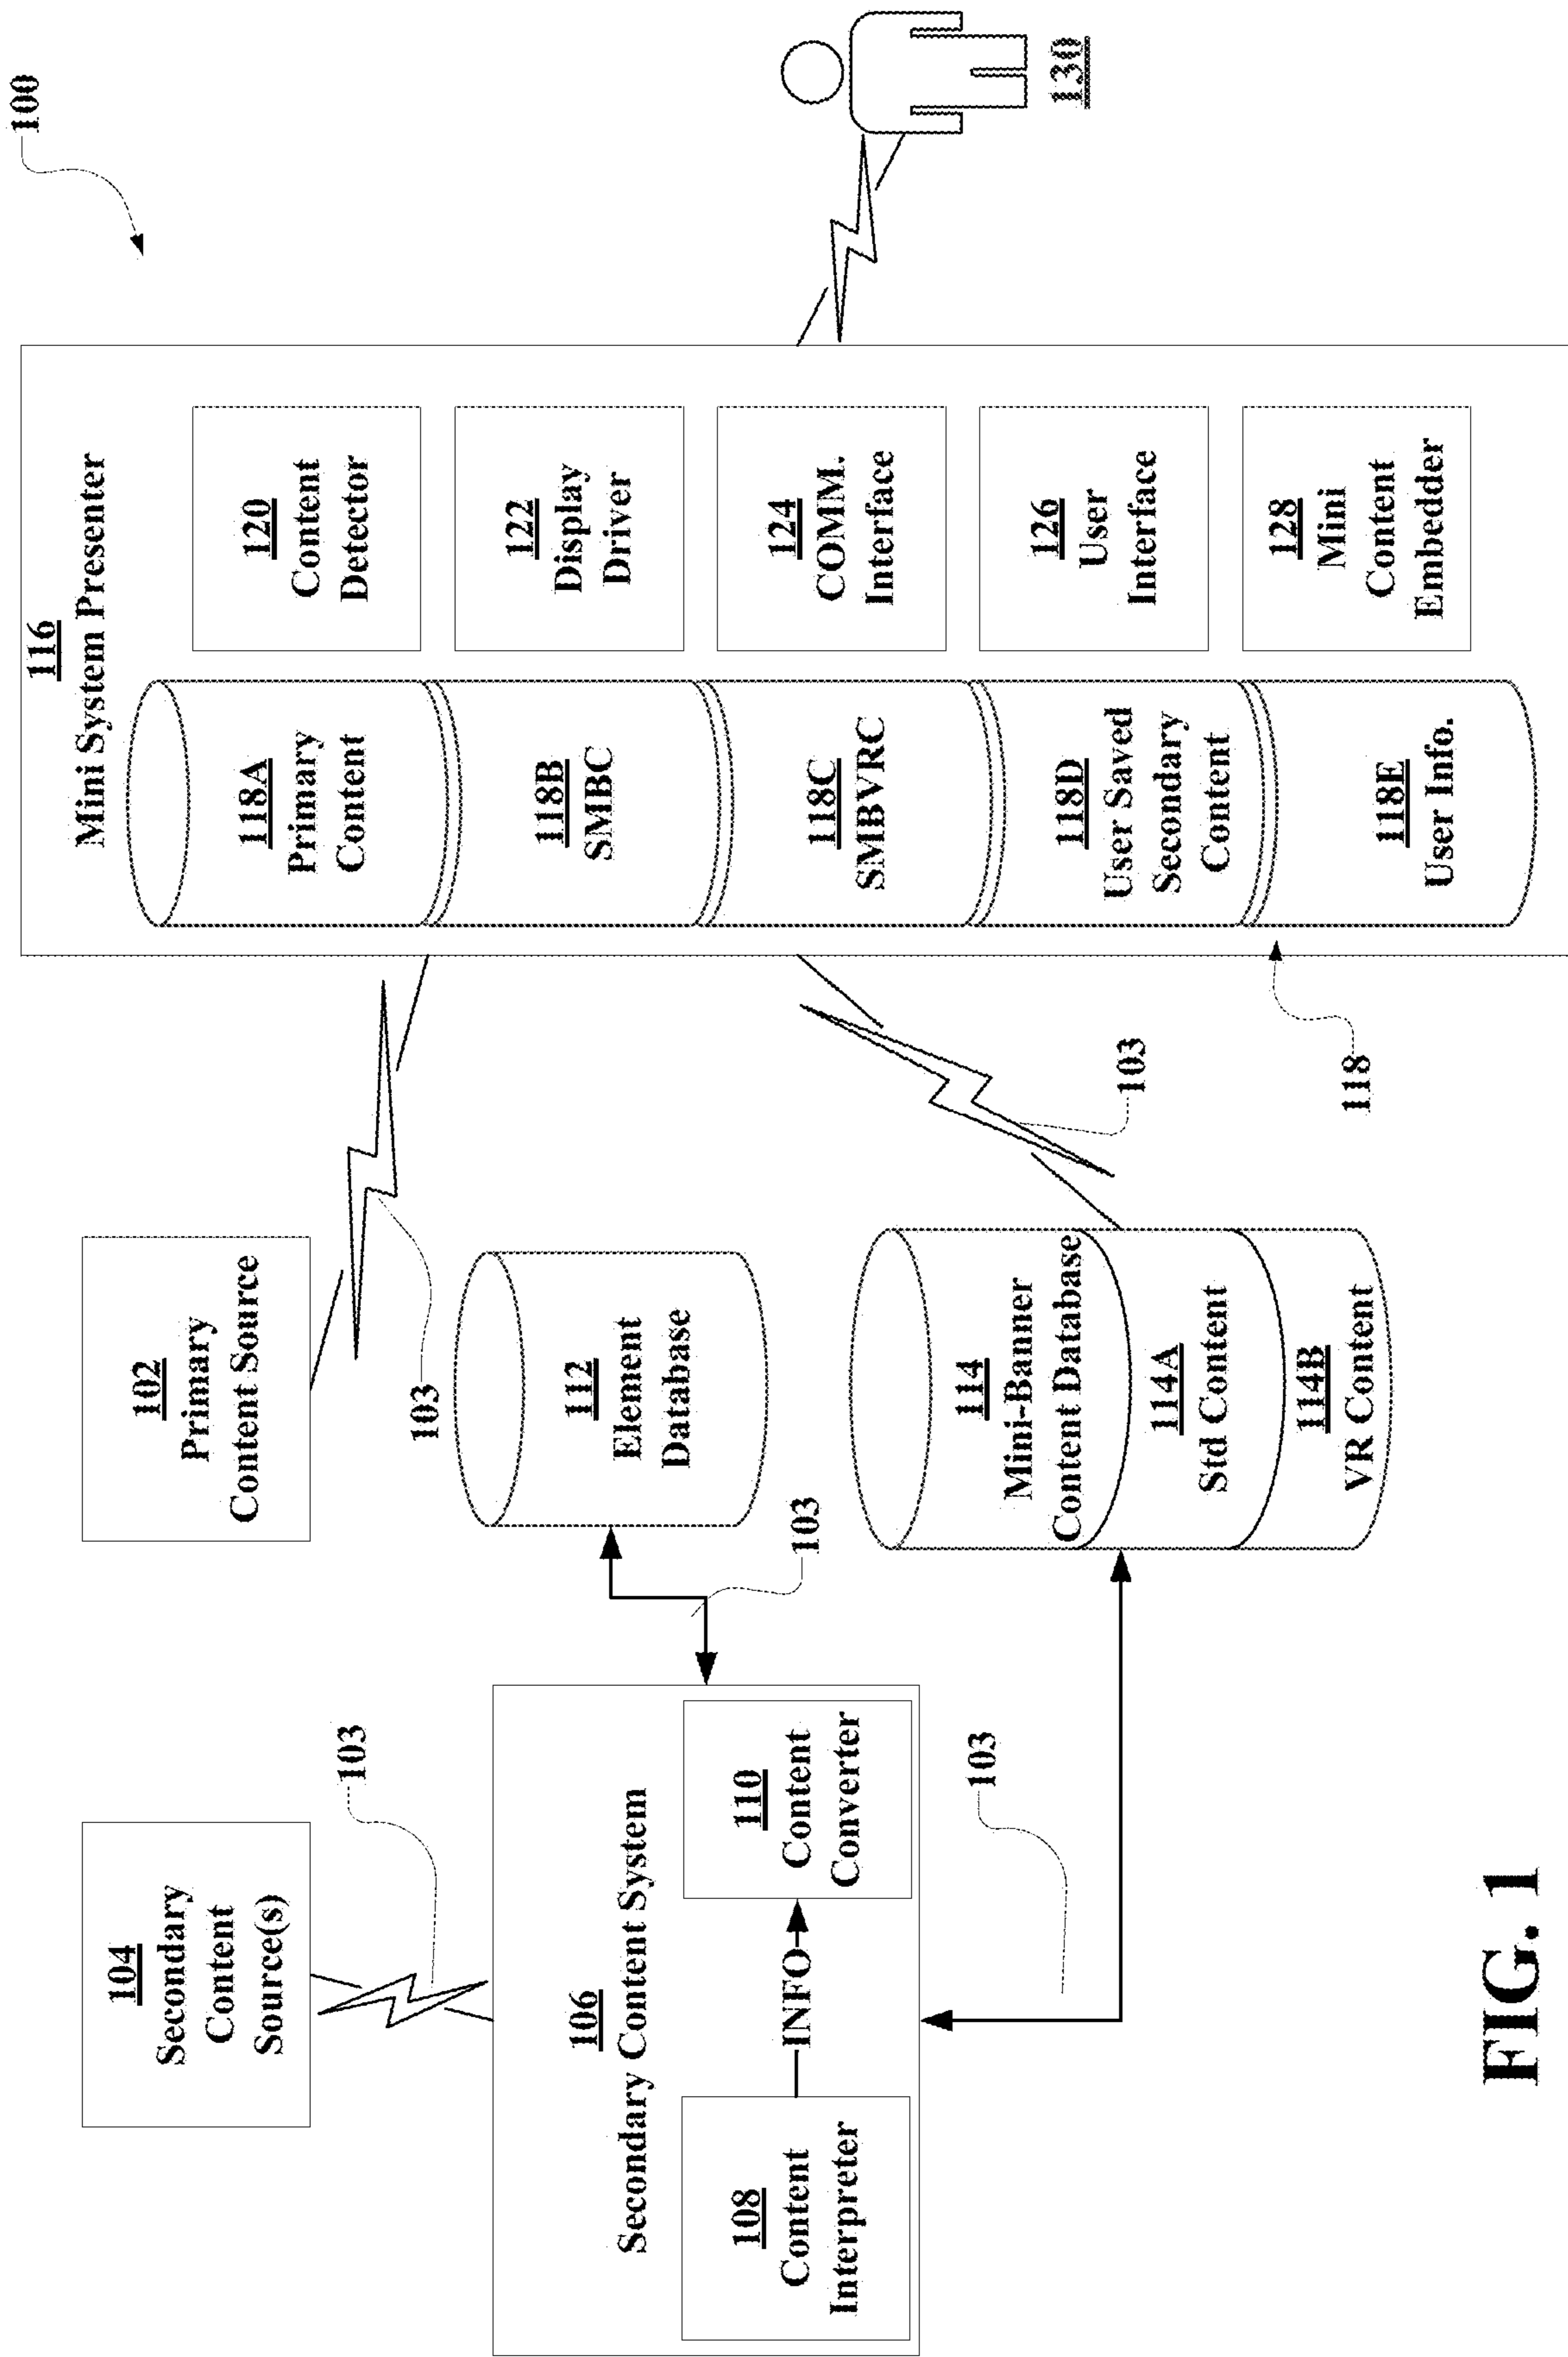 100
104
Secondary
Content
Source(s)
103
102
Primary
Content Source
103
106
Secondary Content System
108
Content
Interpreter
INFO
110
Content
Converter
103
112
Element
Database
103
114
Mini-Banner
Content Database
114A
Std Content
114B
VR Content
103
116
Mini System Presenter
118A
Primary
Content
118B
SMBC
118C
SMBVRC
118D
User Saved
Secondary
Content
118E
User Info.
118
120
Content
Detector
122
Display
Driver
124
COMM.
Interface
126
User
Interface
128
Mini
Content
Embedder
130
FIG. 1